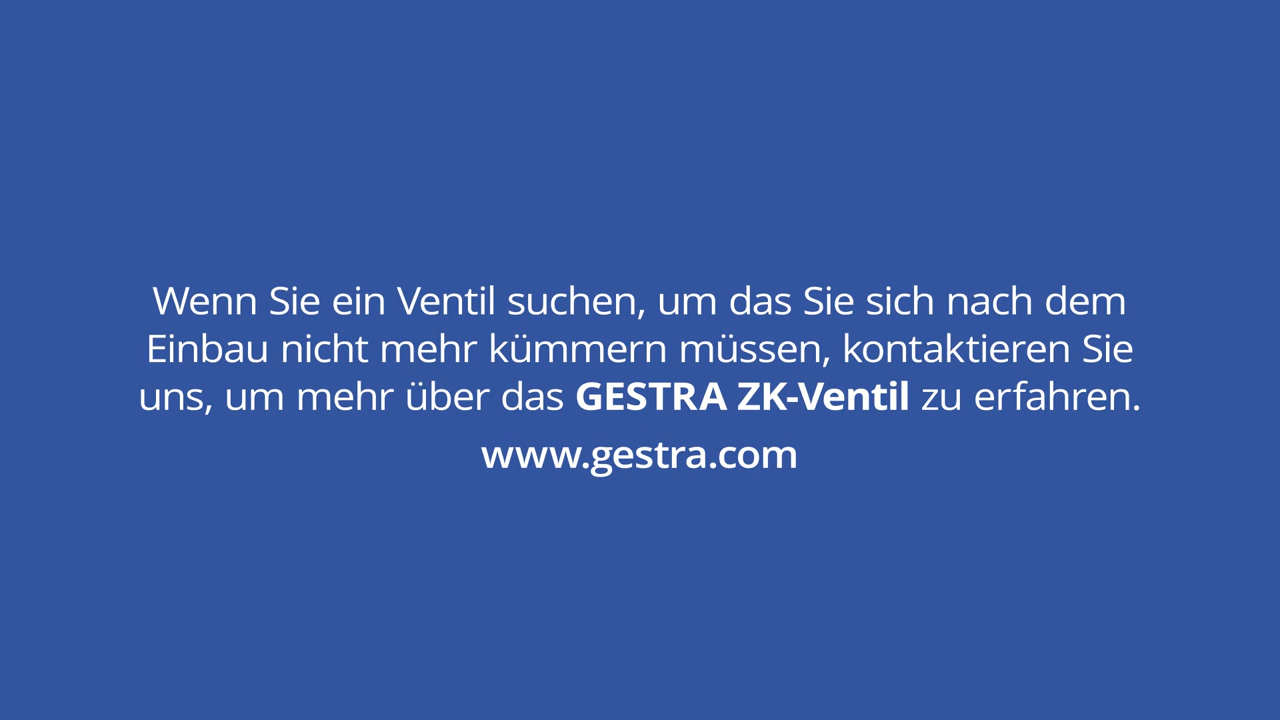 Wenn Sie ein Ventil suchen, um das Sie sich nach dem
Einbau nicht mehr kümmern müssen, kontaktieren Sie
uns, um mehr über das GESTRA ZK-Ventil zu erfahren.
www.gestra.com